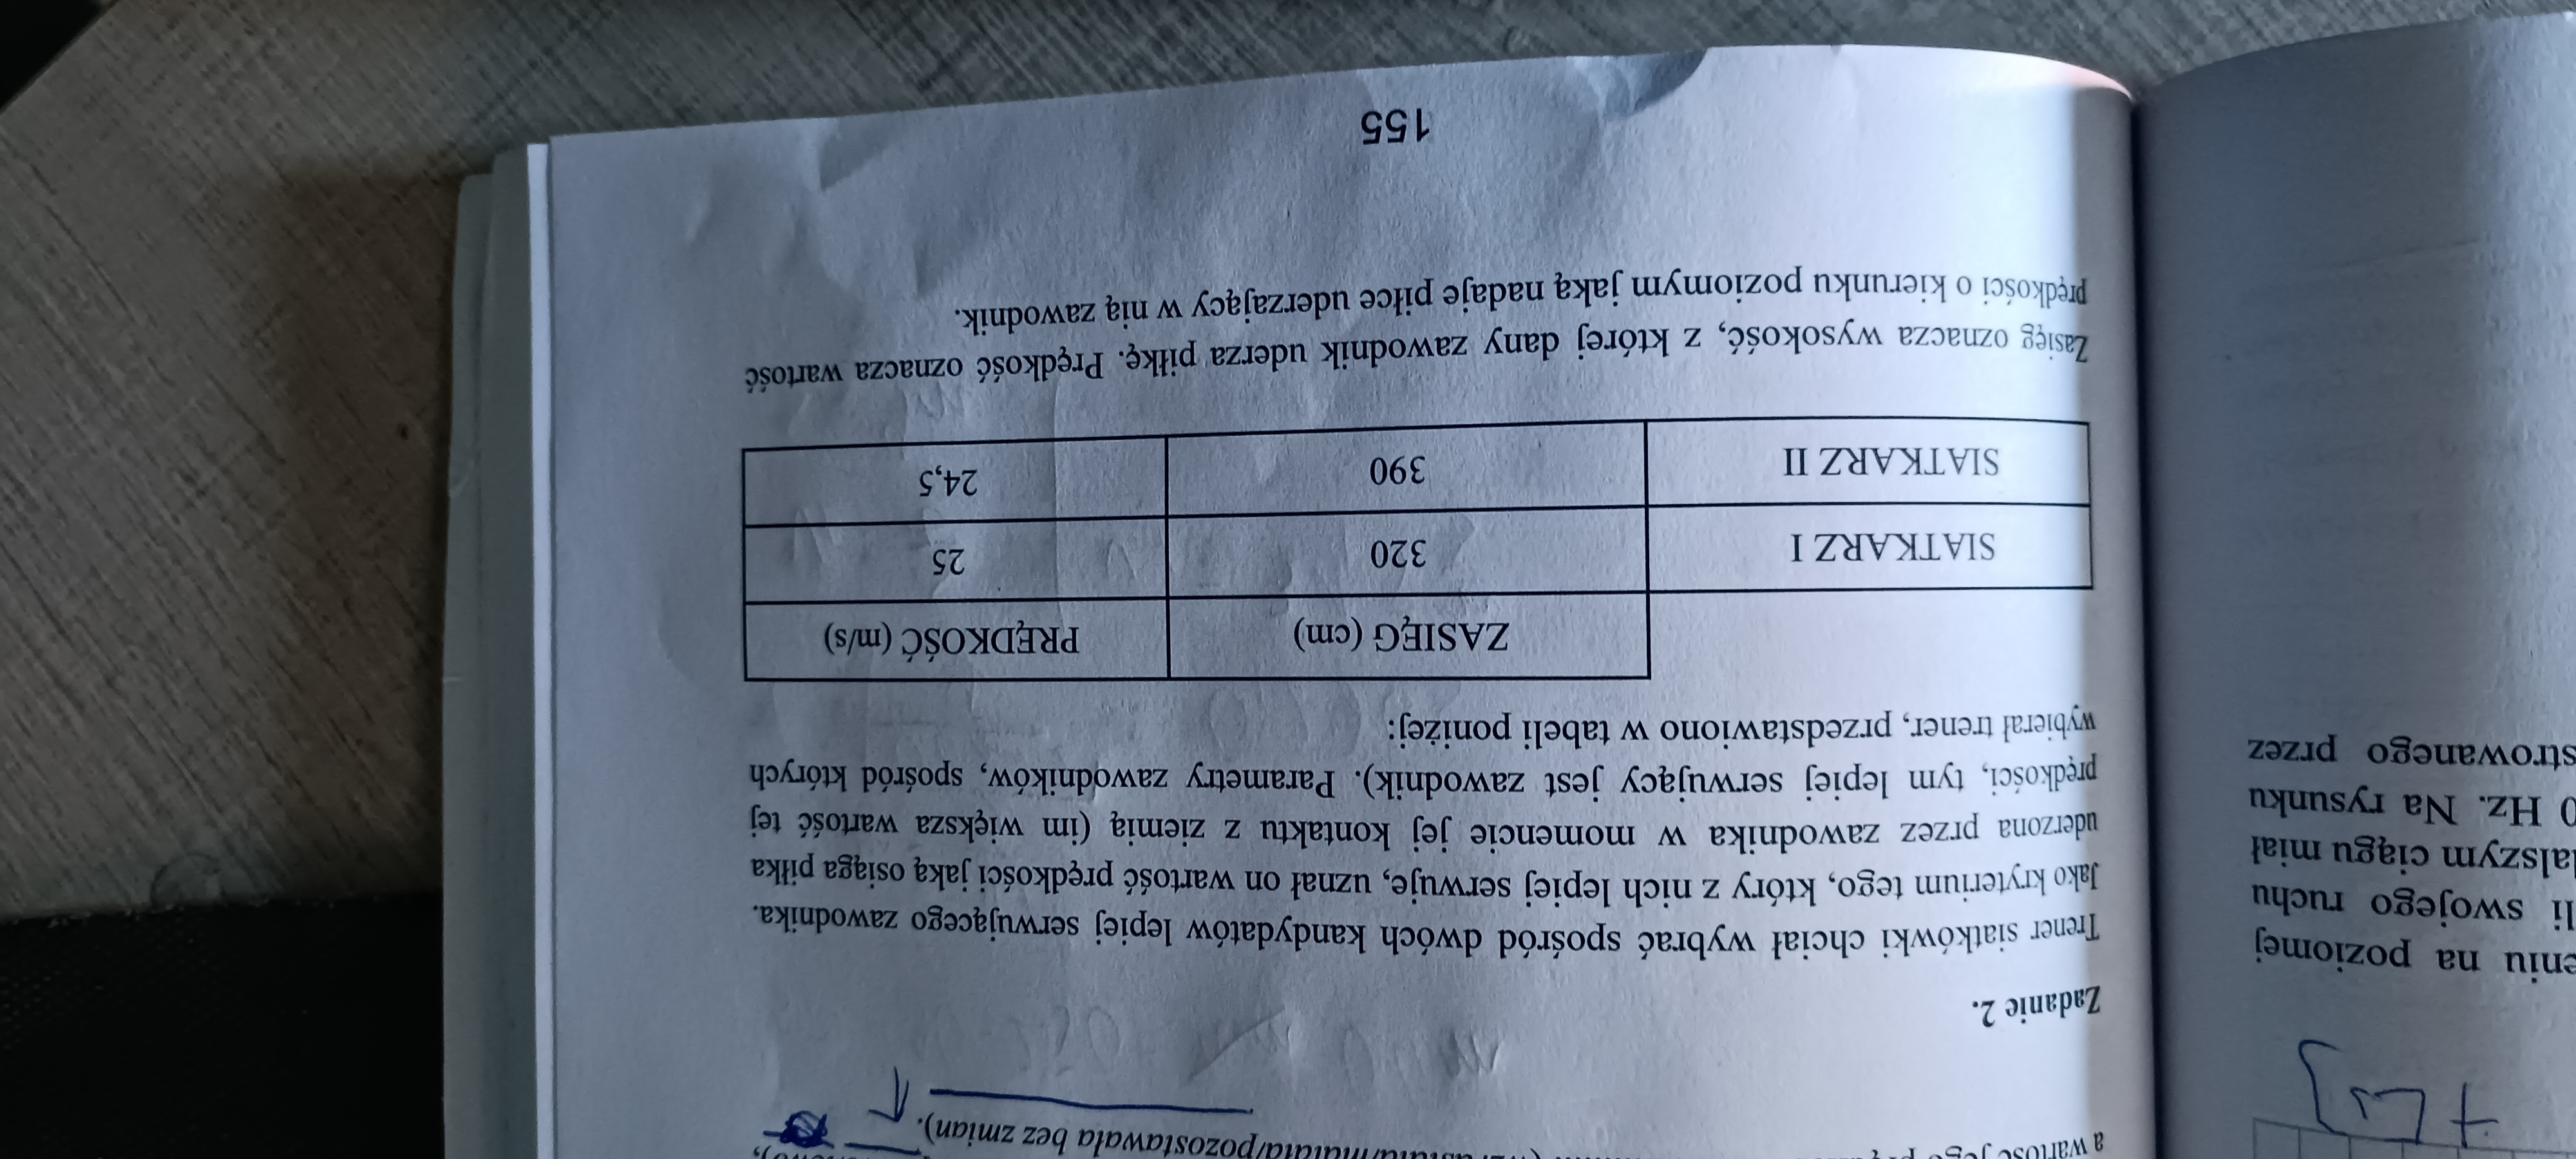 a wartość jego
pozostawała bez zmian).
Zadanie 2.
Trener siatkówki chciał wybrać spośród dwóch kandydatów lepiej serwującego zawodnika.
Jako kryterium tego, który z nich lepiej serwuje, uznał on wartość prędkości jaką osiąga piłka
uderzona przez zawodnika w momencie jej kontaktu z ziemią (im większa wartość tej
prędkości, tym lepiej serwujący jest zawodnik). Parametry zawodników, spośród których
wybierał trener, przedstawiono w tabeli poniżej:
ZASIĘG (cm) PRĘDKOŚĆ (m/s)
SIATKARZ I 320 25
SIATKARZ II 390 24,5
Zasięg oznacza wysokość, z której dany zawodnik uderza piłkę. Prędkość oznacza wartość
prędkości o kierunku poziomym jaką nadaje piłce uderzający w nią zawodnik.
155
eniu na poziomej
li swojego ruchu
alszym ciągu miał
0 Hz. Na rysunku
strowanego przez